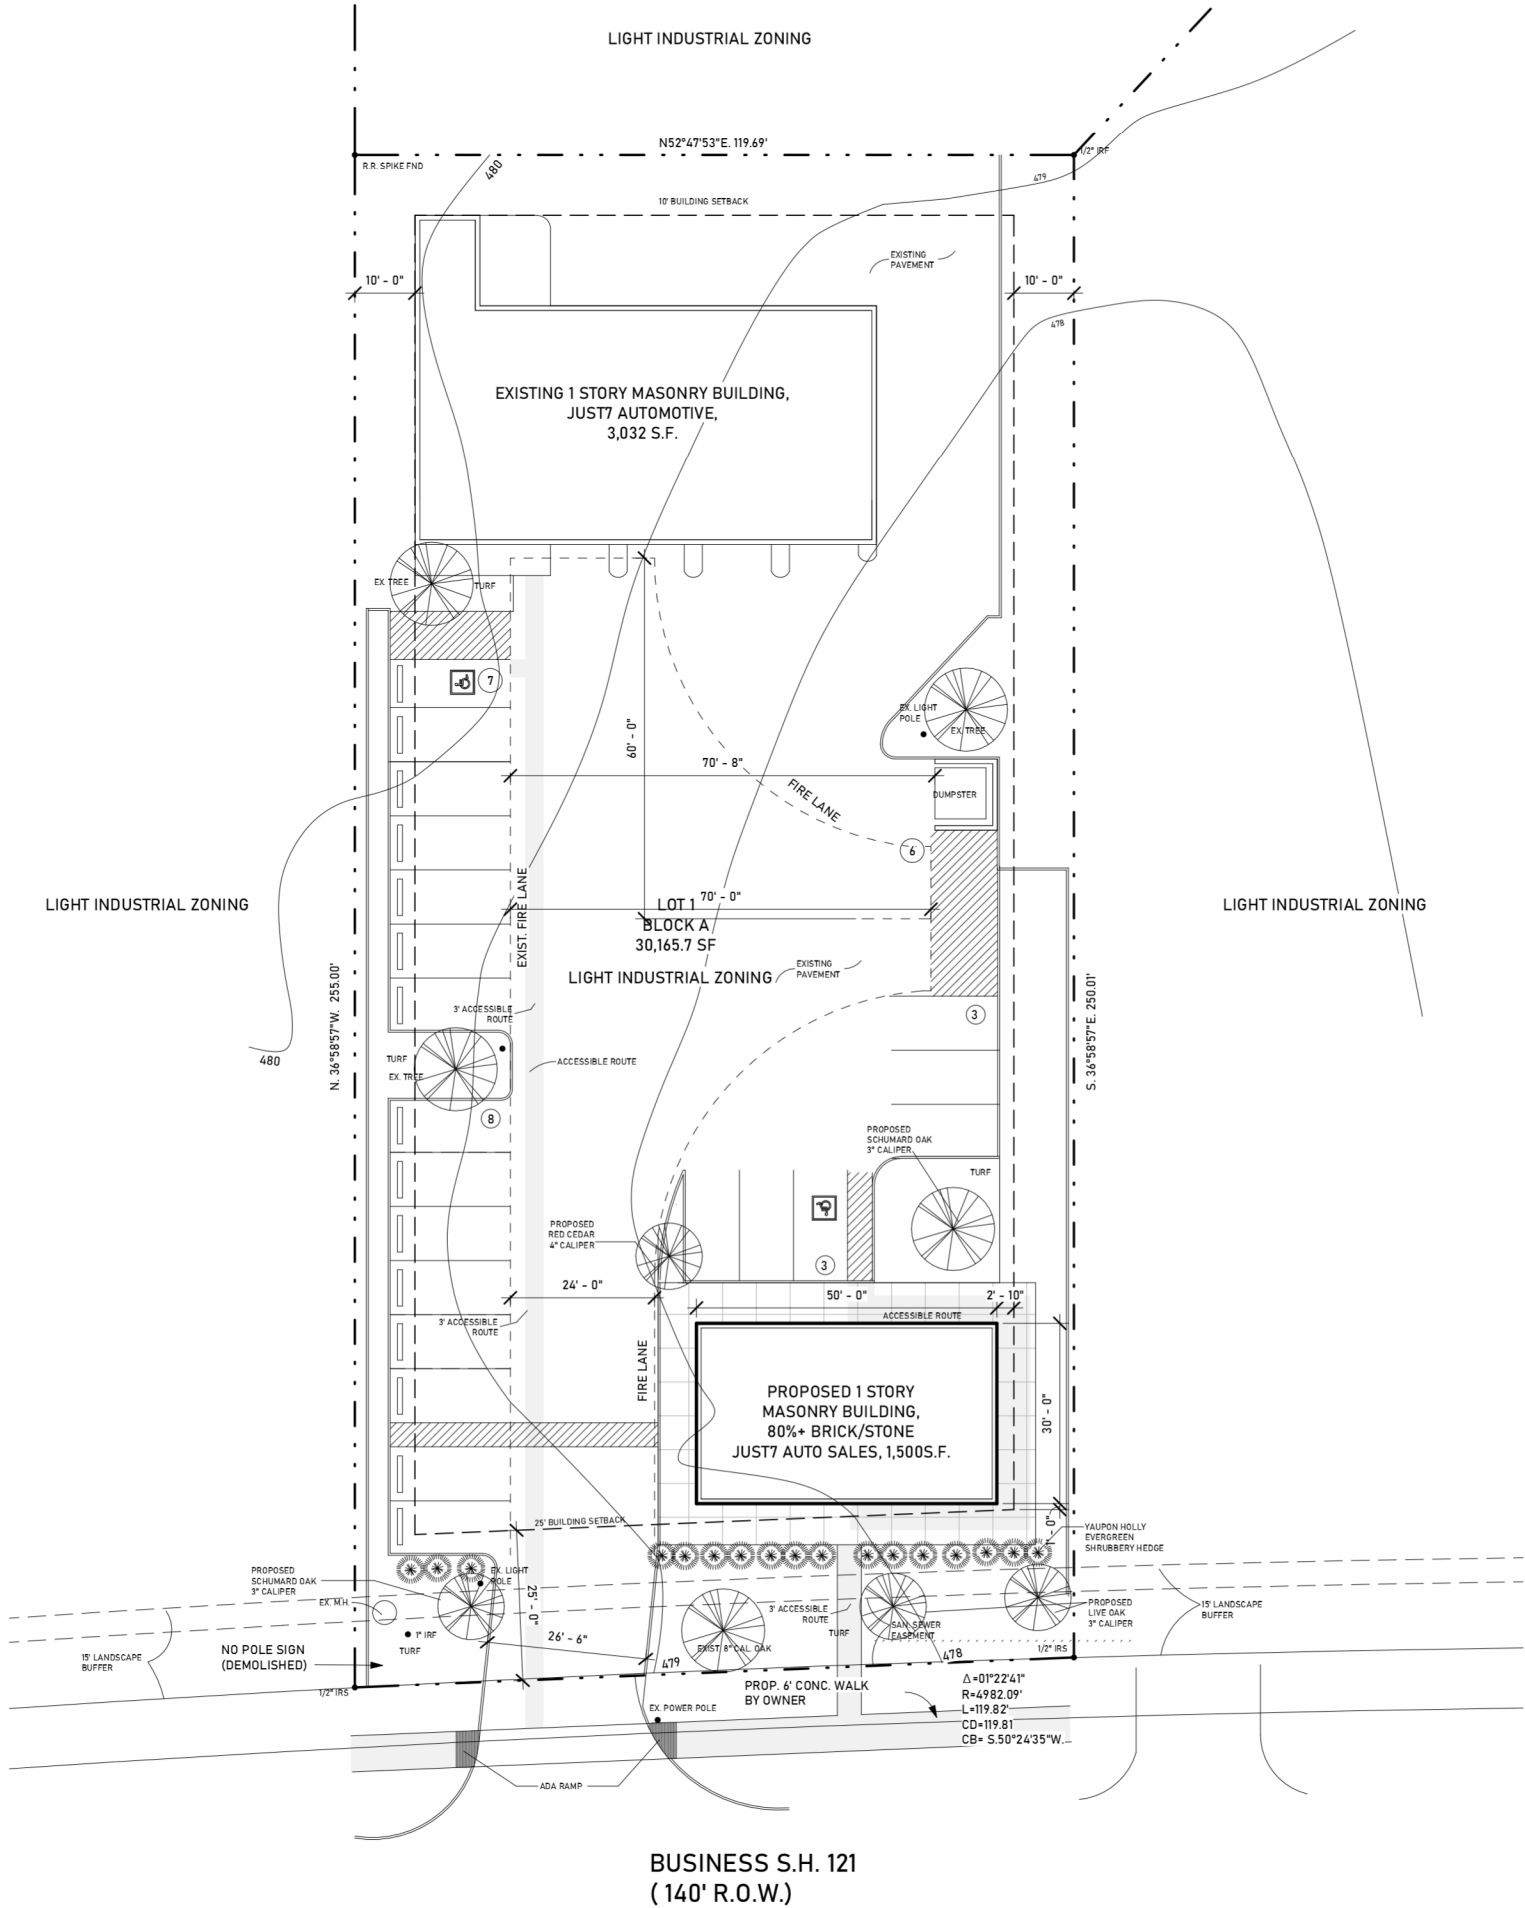 LIGHT INDUSTRIAL ZONING
N52°47'53"E. 119.69'
R.R. SPIKE FND
1/2" IRF
480
479
10' BUILDING SETBACK
EXISTING
PAVEMENT
10' - 0"
10' - 0"
478
EXISTING 1 STORY MASONRY BUILDING,
JUST7 AUTOMOTIVE,
3,032 S.F.
EX. TREE
TURF
7
EX. LIGHT
POLE
EX. TREE
60' - 0"
70' - 8"
FIRE LANE
DUMPSTER
6
EXIST. FIRE LANE
70' - 0"
LOT 1
BLOCK A
30,165.7 SF
LIGHT INDUSTRIAL ZONING
LIGHT INDUSTRIAL ZONING
LIGHT INDUSTRIAL ZONING
EXISTING
PAVEMENT
N. 36°58'57"W. 255.00'
S. 36°58'57"E. 250.01'
3' ACCESSIBLE
ROUTE
3
480
TURF
EX. TREE
ACCESSIBLE ROUTE
8
PROPOSED
SCHUMARD OAK
3" CALIPER
TURF
PROPOSED
RED CEDAR
4" CALIPER
3
24' - 0"
50' - 0"
2' - 10"
3' ACCESSIBLE
ROUTE
ACCESSIBLE ROUTE
FIRE LANE
PROPOSED 1 STORY
MASONRY BUILDING,
80%+ BRICK/STONE
JUST7 AUTO SALES, 1,500S.F.
30' - 0"
25' BUILDING SETBACK
YAUPON HOLLY
EVERGREEN
SHRUBBERY HEDGE
PROPOSED
SCHUMARD OAK
3" CALIPER
EX. LIGHT
POLE
25' - 0"
EX. M.H.
1" IRF
TURF
26' - 6"
3' ACCESSIBLE
ROUTE
TURF
SAN. SEWER
EASEMENT
PROPOSED
LIVE OAK
3" CALIPER
15' LANDSCAPE
BUFFER
NO POLE SIGN
(DEMOLISHED)
15' LANDSCAPE
BUFFER
EXIST. 8" CAL. OAK
479
478
1/2" IRS
1/2" IRS
PROP. 6' CONC. WALK
BY OWNER
EX. POWER POLE
Δ=01°22'41"
R=4982.09'
L=119.82'
CD=119.81
CB= S.50°24'35"W.
ADA RAMP
BUSINESS S.H. 121
( 140' R.O.W.)